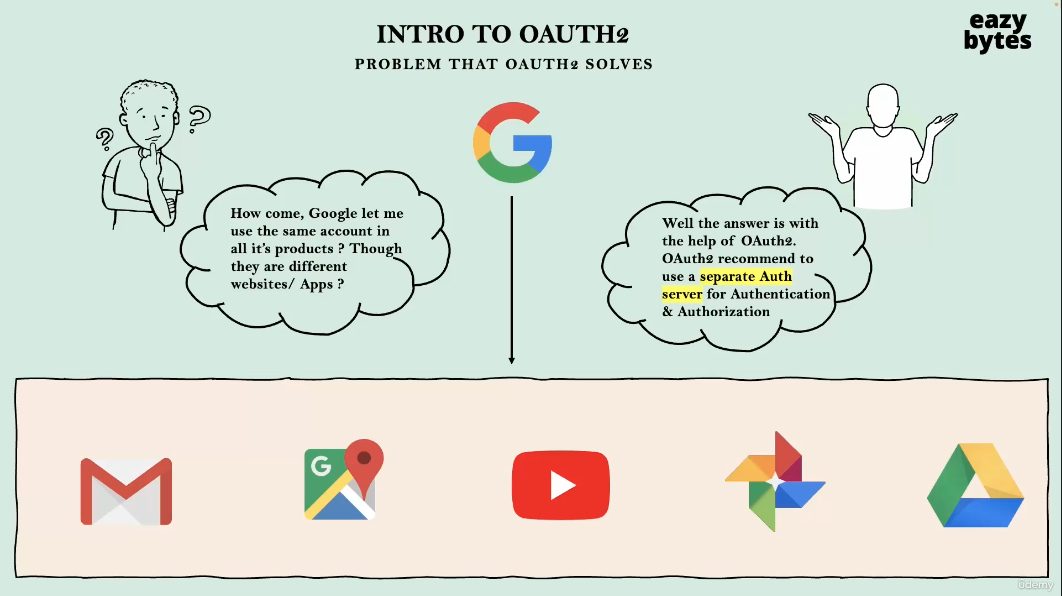 eazy
bytes
INTRO TO OAUTH2
PROBLEM THAT OAUTH2 SOLVES
? ?
G
How come, Google let me
use the same account in
all it's products ? Though
they are different
websites/ Apps ?
Well the answer is with
the help of OAuth2.
OAuth2 recommend to
use a separate Auth
server for Authentication
& Authorization
G
ûdemy